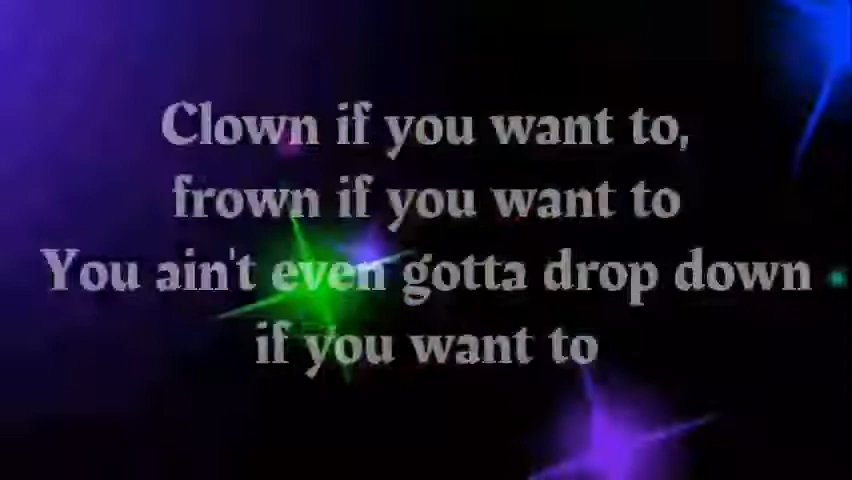 Clown if you want to,
frown if you want to
You ain't even gotta drop down
if you want to